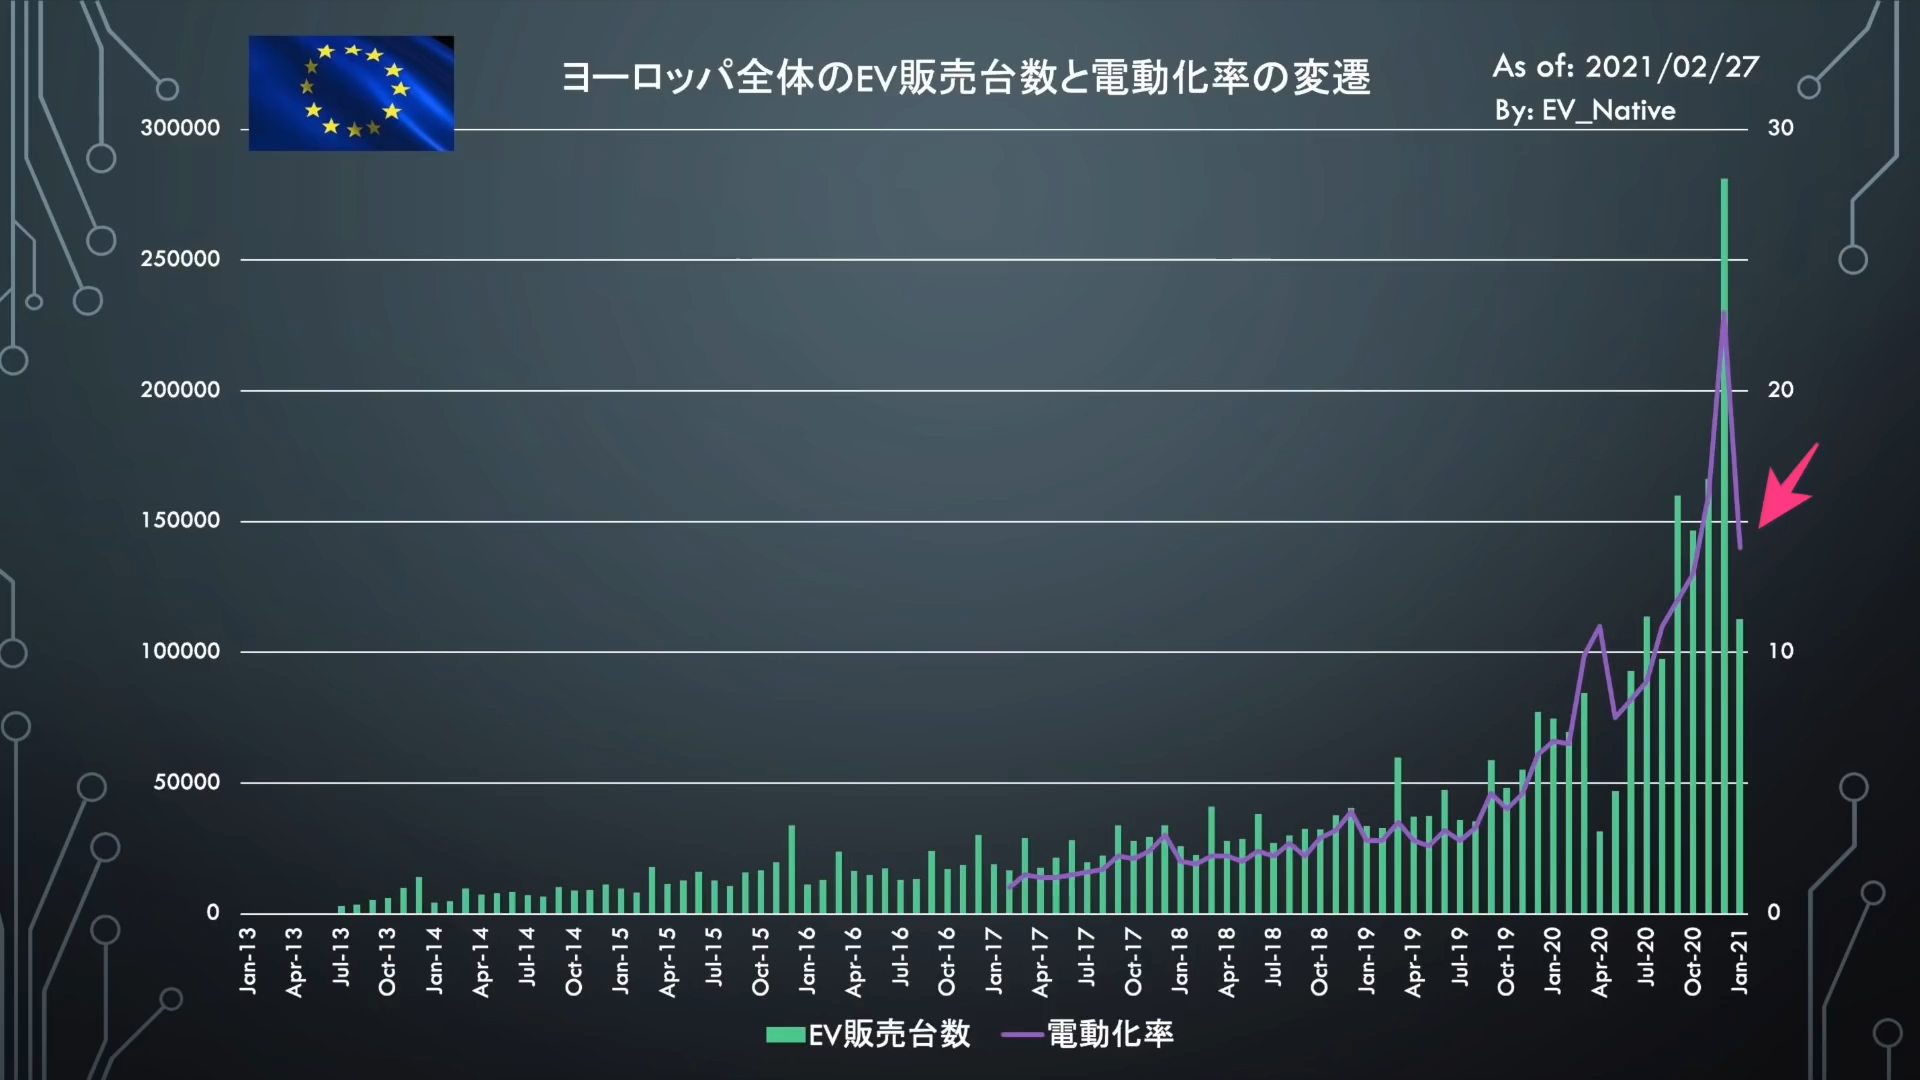 ヨーロッパ全体のEV販売台数と電動化率の変遷
As of: 2021/02/27
By: EV_Native
300000
250000
200000
150000
100000
50000
0
30
20
10
0
Jan-13
Apr-13
Jul-13
Oct-13
Jan-14
Apr-14
Jul-14
Oct-14
Jan-15
Apr-15
Jul-15
Oct-15
Jan-16
Apr-16
Jul-16
Oct-16
Jan-17
Apr-17
Jul-17
Oct-17
Jan-18
Apr-18
Jul-18
Oct-18
Jan-19
Apr-19
Jul-19
Oct-19
Jan-20
Apr-20
Jul-20
Oct-20
Jan-21
EV販売台数
電動化率